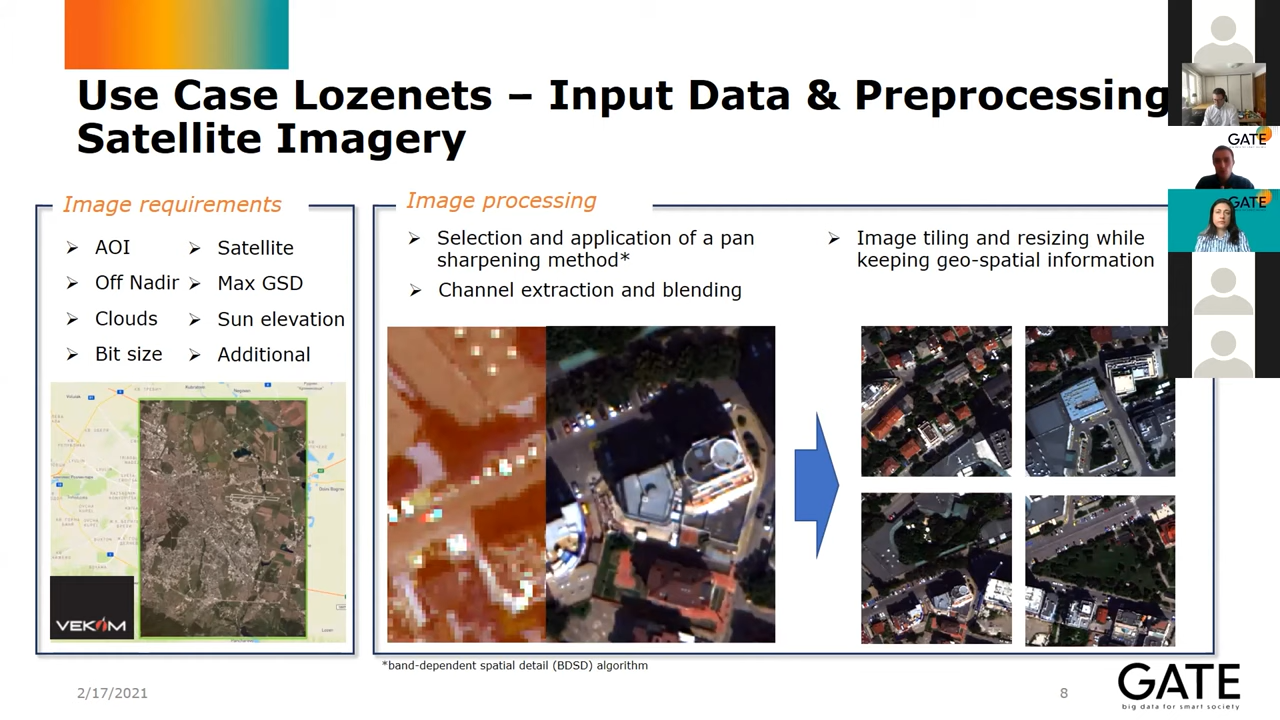 Use Case Lozenets – Input Data & Preprocessing
Satellite Imagery
Image requirements
AOI
Satellite
Off Nadir
Max GSD
Clouds
Sun elevation
Bit size
Additional
VEKOM
Image processing
Selection and application of a pan
sharpening method*
Channel extraction and blending
Image tiling and resizing while
keeping geo-spatial information
*band-dependent spatial detail (BDSD) algorithm
2/17/2021
8
GATE
big data for smart society
GATE
GATE